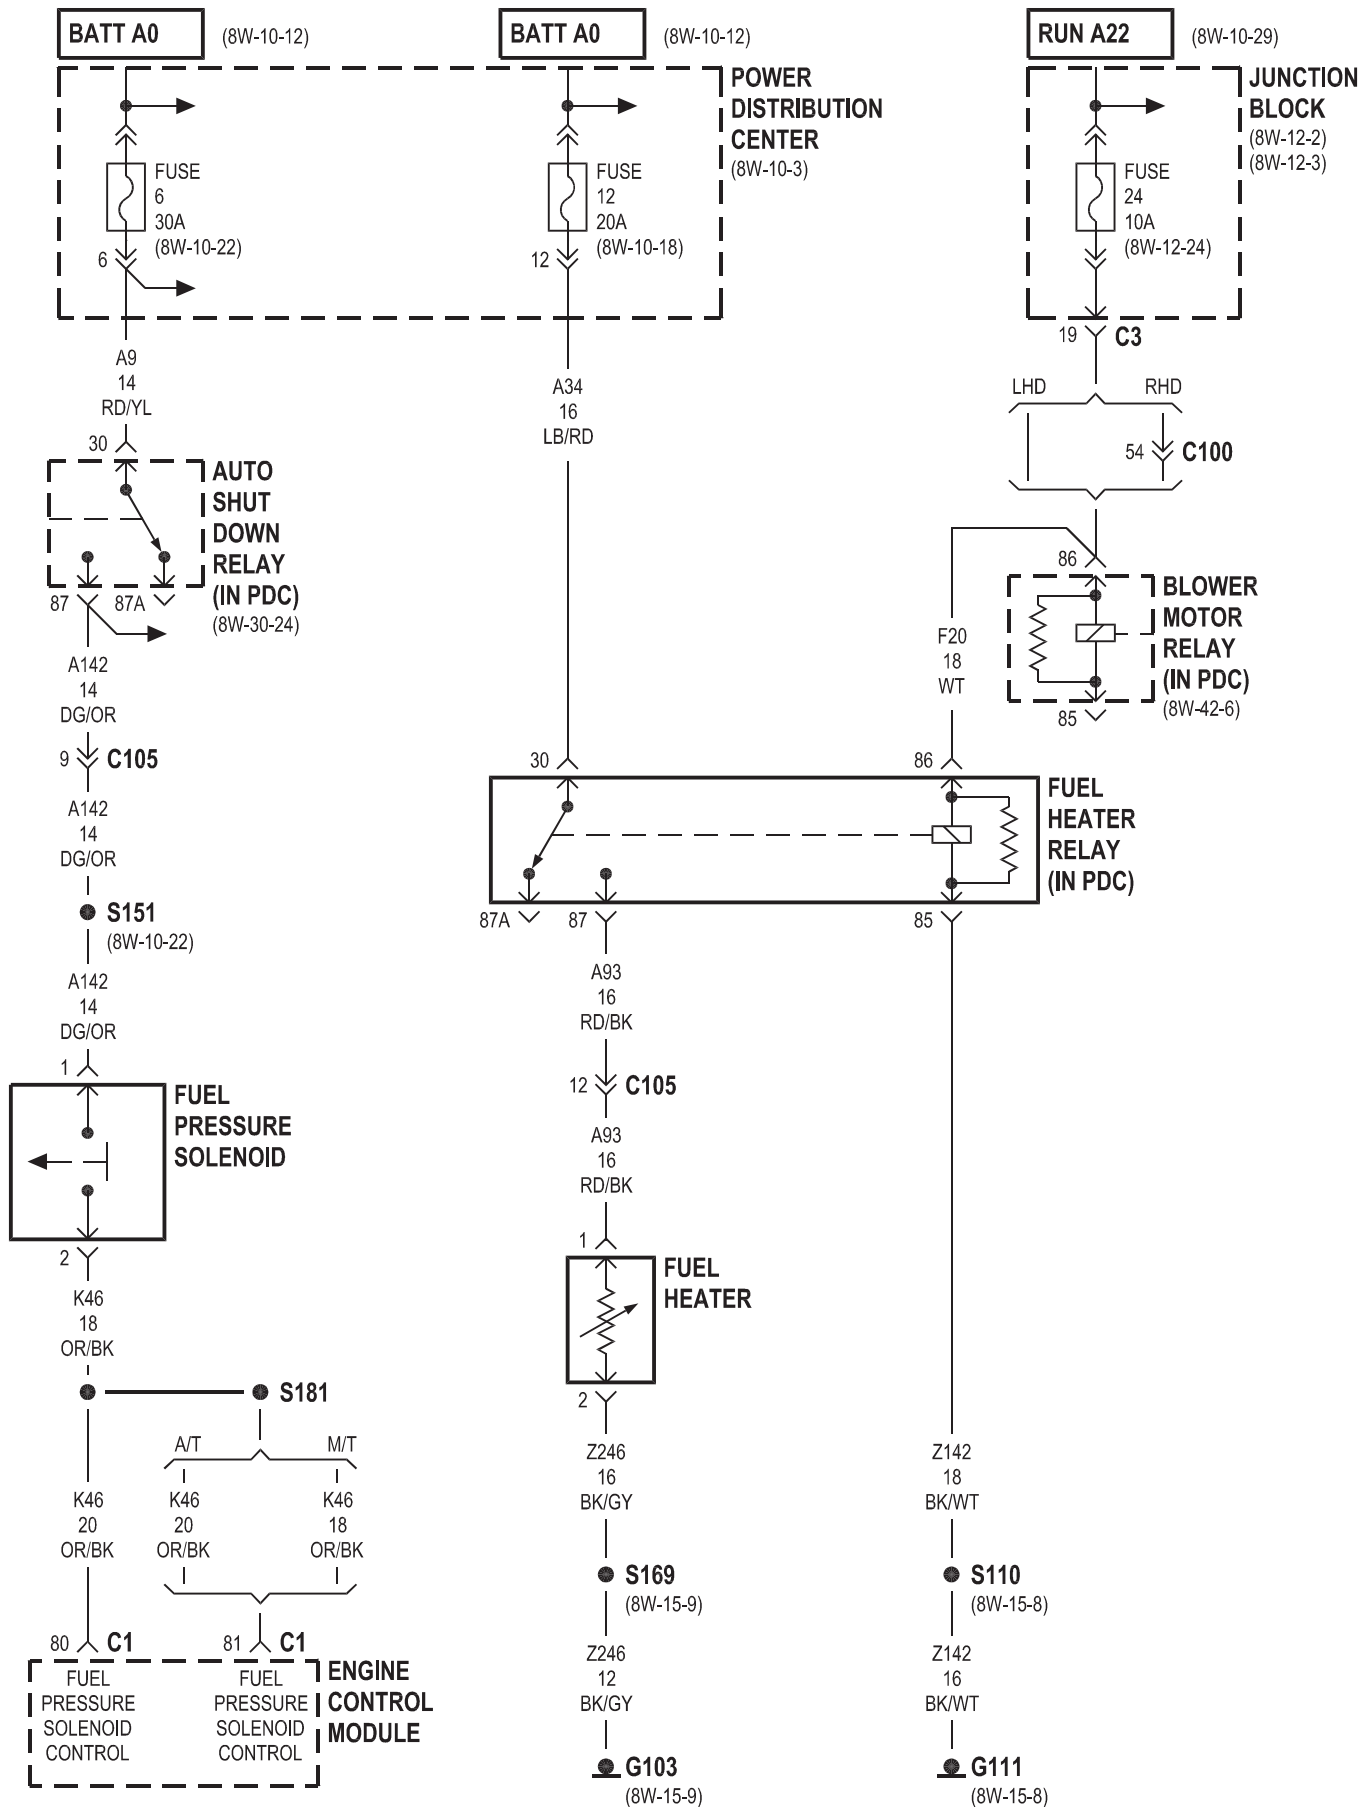 BATT A0
(8W-10-12)
BATT A0
(8W-10-12)
RUN A22
(8W-10-29)
POWER
DISTRIBUTION
CENTER
(8W-10-3)
JUNCTION
BLOCK
(8W-12-2)
(8W-12-3)
FUSE
6
30A
(8W-10-22)
6
FUSE
12
20A
(8W-10-18)
12
FUSE
24
10A
(8W-12-24)
19
C3
A9
14
RD/YL
30
A34
16
LB/RD
LHD
RHD
54
C100
AUTO
SHUT
DOWN
RELAY
(IN PDC)
(8W-30-24)
87
87A
86
BLOWER
MOTOR
RELAY
(IN PDC)
(8W-42-6)
85
F20
18
WT
A142
14
DG/OR
9
C105
A142
14
DG/OR
S151
(8W-10-22)
A142
14
DG/OR
1
30
86
FUEL
HEATER
RELAY
(IN PDC)
87A
87
85
A93
16
RD/BK
12
C105
A93
16
RD/BK
1
FUEL
PRESSURE
SOLENOID
2
FUEL
HEATER
2
K46
18
OR/BK
S181
A/T
M/T
K46
20
OR/BK
K46
20
OR/BK
K46
18
OR/BK
Z246
16
BK/GY
Z142
18
BK/WT
S169
(8W-15-9)
S110
(8W-15-8)
80
C1
81
C1
FUEL
PRESSURE
SOLENOID
CONTROL
FUEL
PRESSURE
SOLENOID
CONTROL
ENGINE
CONTROL
MODULE
Z246
12
BK/GY
Z142
16
BK/WT
G103
(8W-15-9)
G111
(8W-15-8)